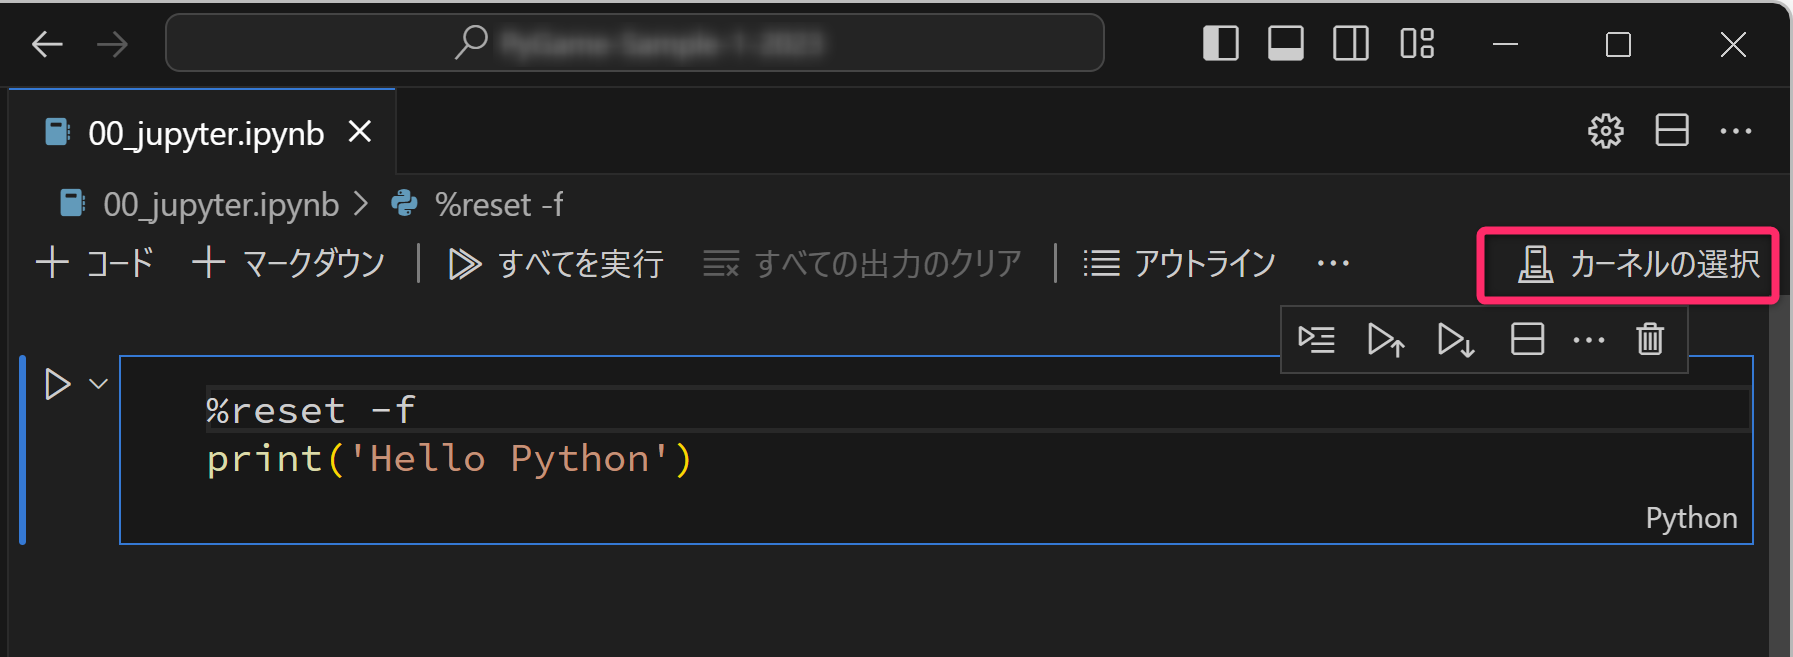 00_jupyter.ipynb
00_jupyter.ipynb > %reset -f
コード マークダウン すべてを実行 すべての出力のクリア アウトライン ... カーネルの選択
%reset -f
print('Hello Python')
Python